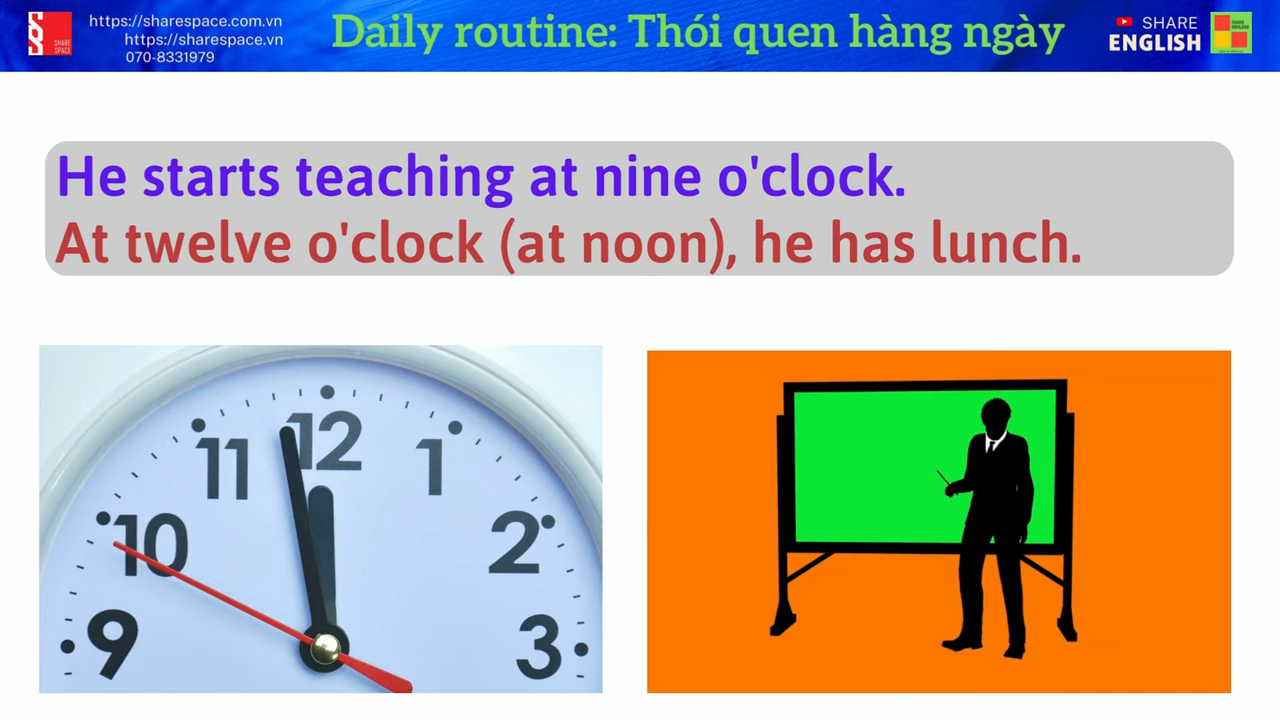 https://sharespace.com.vn
https://sharespace.vn
070-8331979
SHARE
SPACE
Daily routine: Thói quen hàng ngày
SHARE
ENGLISH
He starts teaching at nine o'clock.
At twelve o'clock (at noon), he has lunch.
12
11
1
10
2
9
3